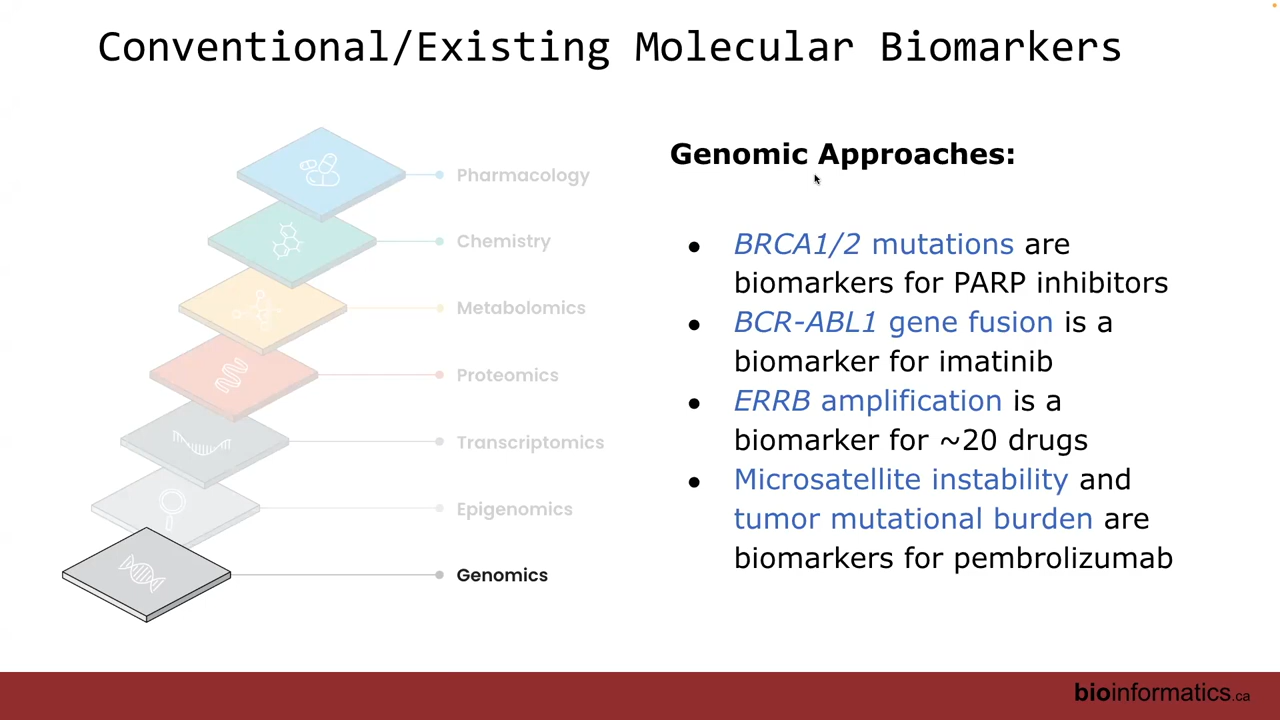 Conventional/Existing Molecular Biomarkers
Pharmacology
Chemistry
Metabolomics
Proteomics
Transcriptomics
Epigenomics
Genomics
Genomic Approaches:
● BRCA1/2 mutations are
biomarkers for PARP inhibitors
● BCR-ABL1 gene fusion is a
biomarker for imatinib
● ERRB amplification is a
biomarker for ~20 drugs
● Microsatellite instability and
tumor mutational burden are
biomarkers for pembrolizumab
bioinformatics.ca